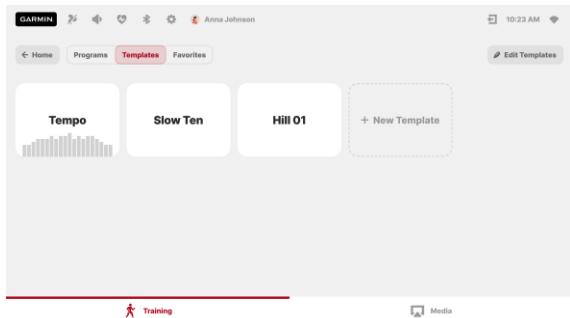 GARMIN Anna Johnson 10:23 AM
← Home Programs Templates Favorites Edit Templates
Tempo Slow Ten Hill 01 + New Template
Training Media